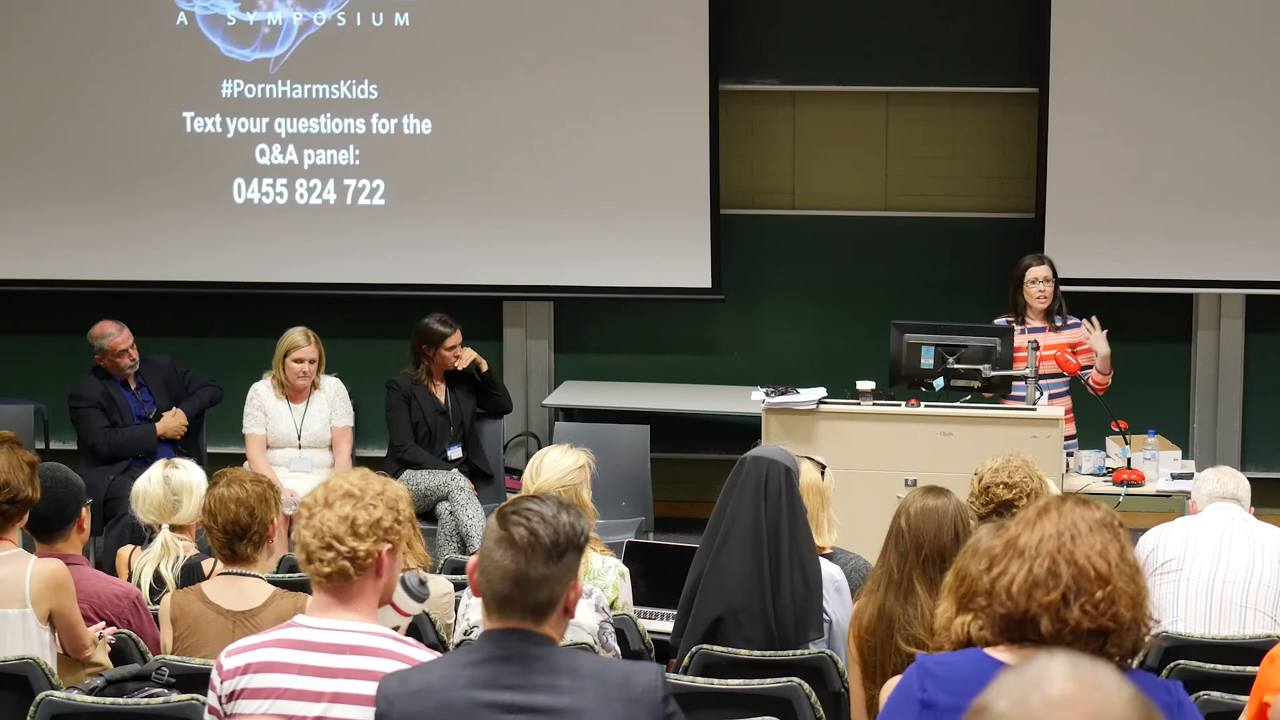 A SYMPOSIUM
#PornHarmsKids
Text your questions for the
Q&A panel:
0455 824 722